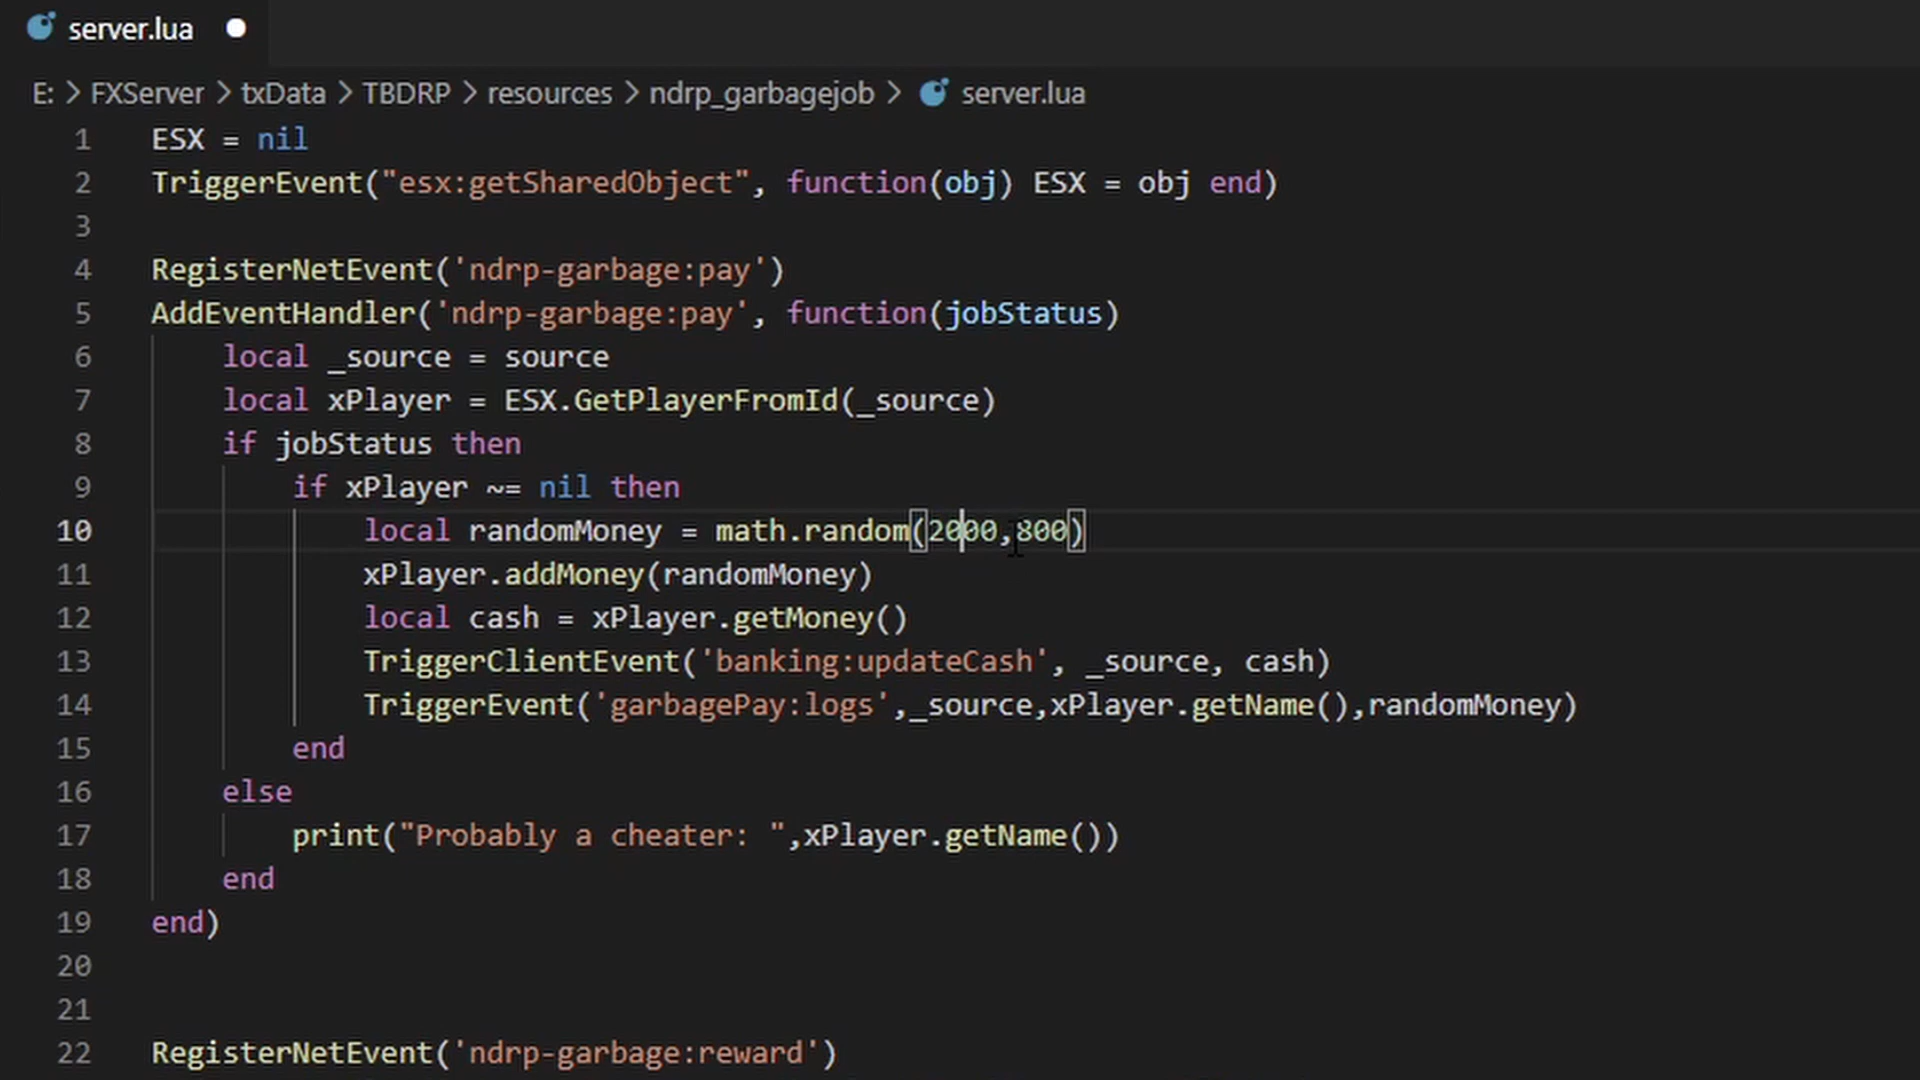 server.lua
E: > FXServer > txData > TBDRP > resources > ndrp_garbagejob > server.lua
1 ESX = nil
2 TriggerEvent("esx:getSharedObject", function(obj) ESX = obj end)
3
4 RegisterNetEvent('ndrp-garbage:pay')
5 AddEventHandler('ndrp-garbage:pay', function(jobStatus)
6 local _source = source
7 local xPlayer = ESX.GetPlayerFromId(_source)
8 if jobStatus then
9 if xPlayer ~= nil then
10 local randomMoney = math.random(2000,800)
11 xPlayer.addMoney(randomMoney)
12 local cash = xPlayer.getMoney()
13 TriggerClientEvent('banking:updateCash', _source, cash)
14 TriggerEvent('garbagePay:logs',_source,xPlayer.getName(),randomMoney)
15 end
16 else
17 print("Probably a cheater: ",xPlayer.getName())
18 end
19 end)
20
21
22 RegisterNetEvent('ndrp-garbage:reward')